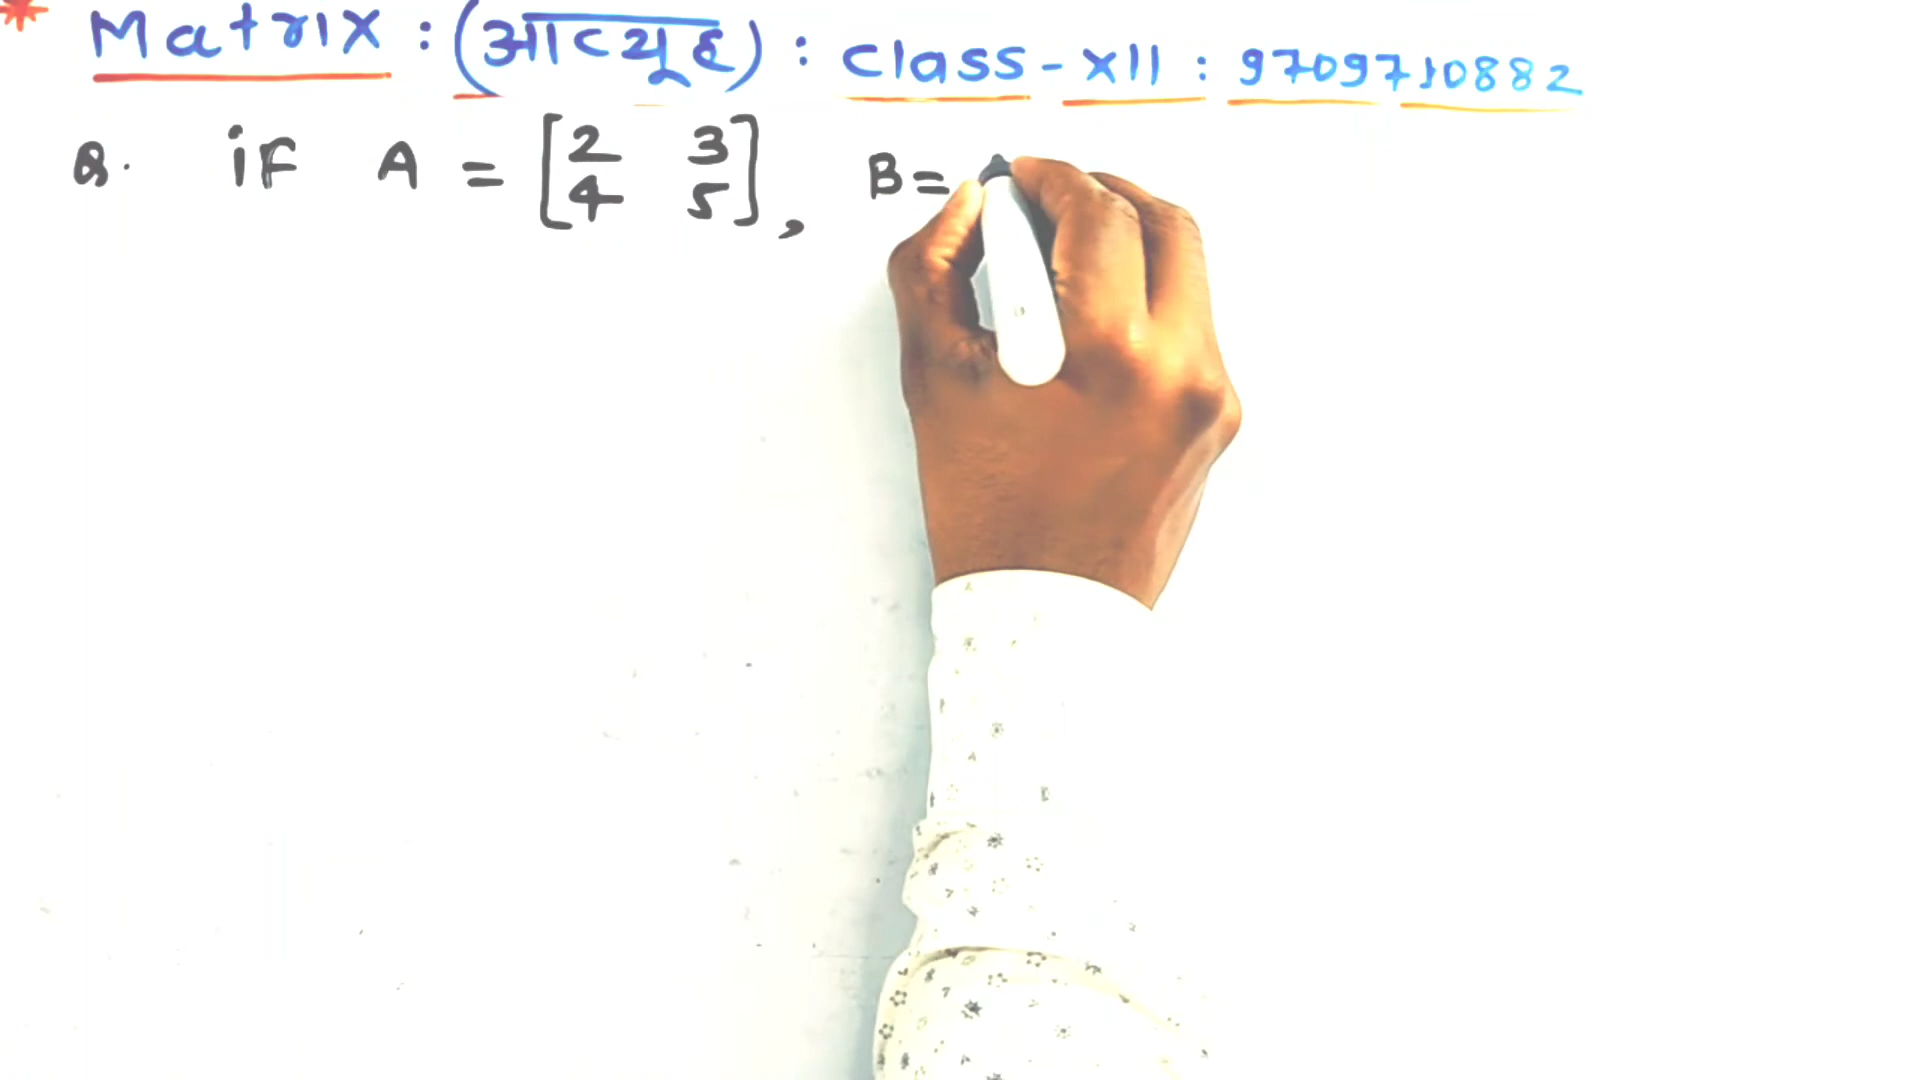 * Matrix : (आव्यूह) : Class - XII : 9709710882
Q. if A = [2 3
4 5], B =